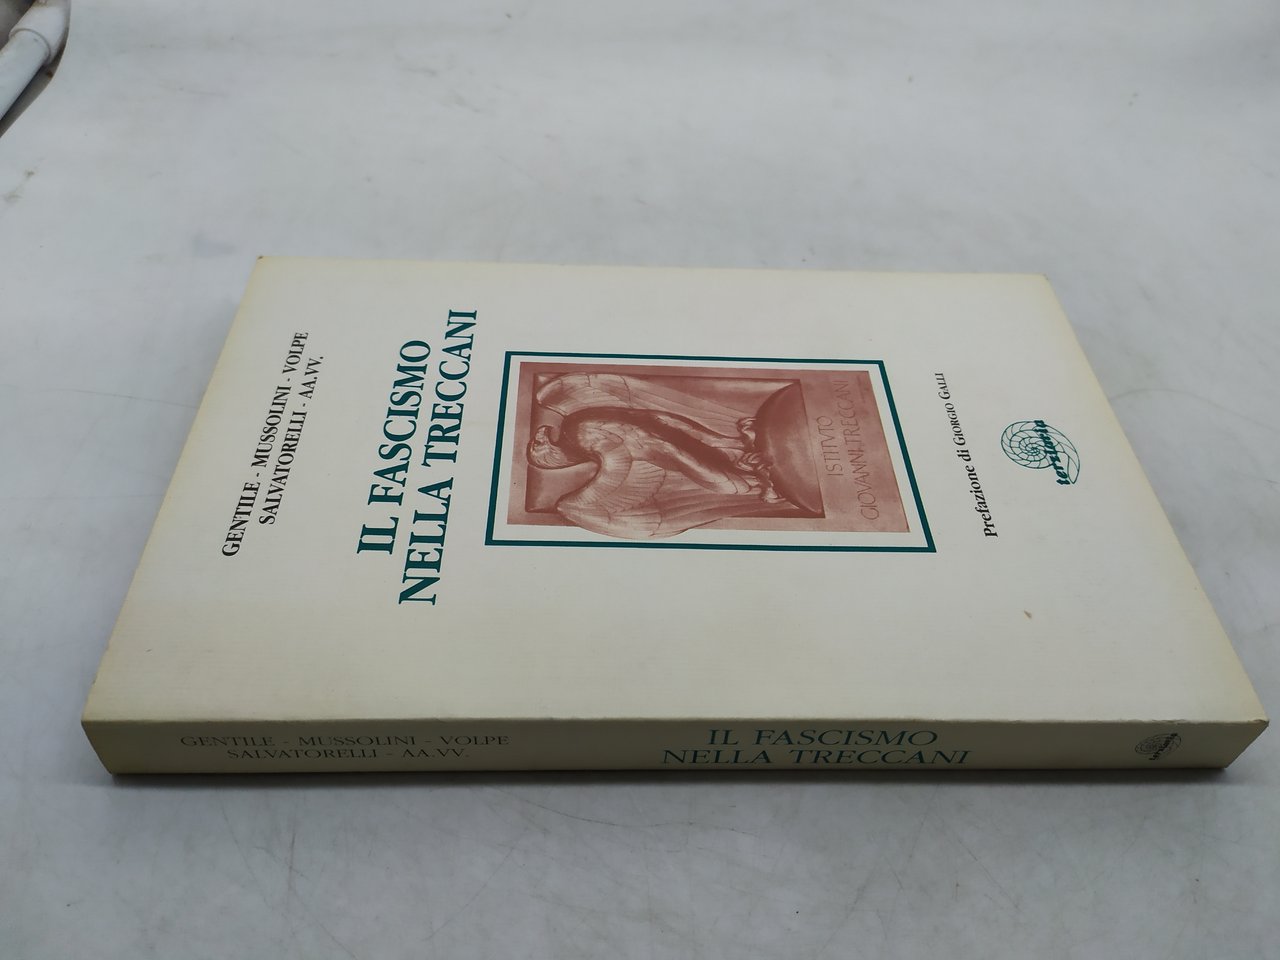 GENTILE - MUSSOLINI - VOLPE
SALVATORELLI - AA.VV.
IL FASCISMO
NELLA TRECCANI
ISTITVTO
GIOVANNI TRECCANI
Prefazione di GIORGIO GALLI
terziaria
GENTILE - MUSSOLINI - VOLPE
SALVATORELLI - AA.VV.
IL FASCISMO
NELLA TRECCANI
terziaria